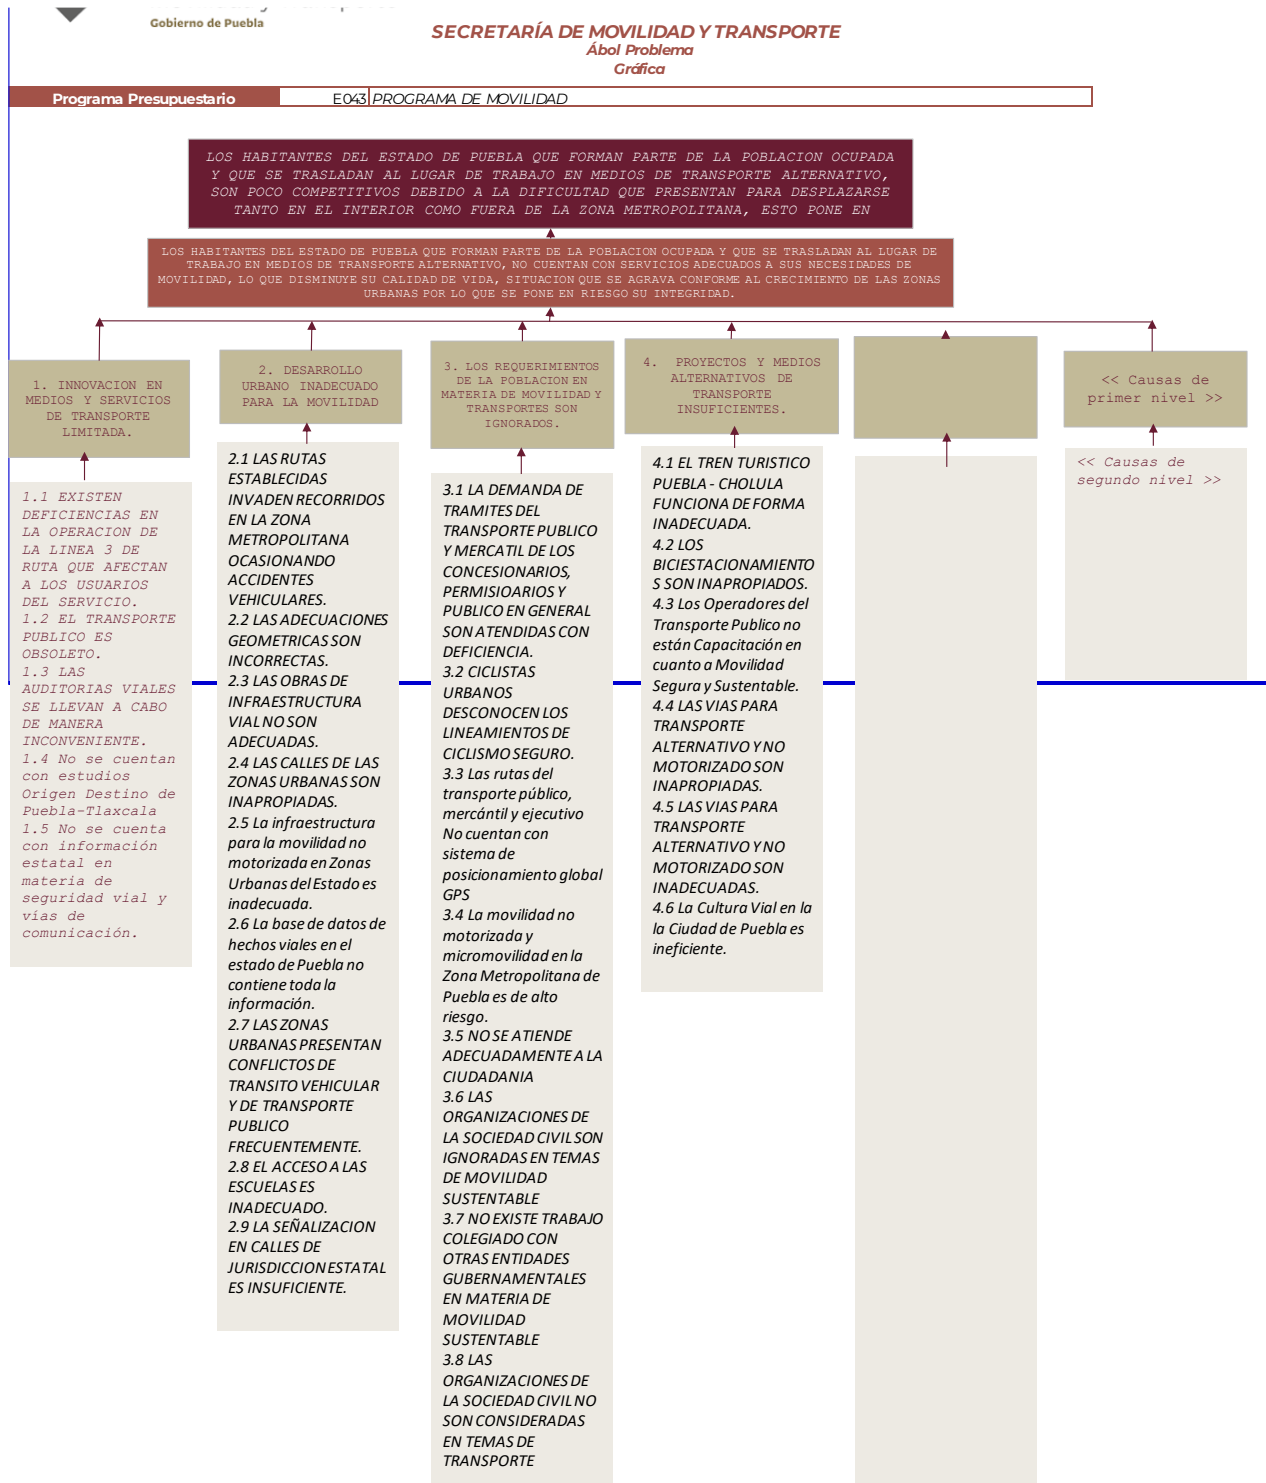 Gobierno de Puebla
SECRETARÍA DE MOVILIDAD Y TRANSPORTE
Ábol Problema
Gráfica
Programa Presupuestario E043 PROGRAMA DE MOVILIDAD
LOS HABITANTES DEL ESTADO DE PUEBLA QUE FORMAN PARTE DE LA POBLACION OCUPADA
Y QUE SE TRASLADAN AL LUGAR DE TRABAJO EN MEDIOS DE TRANSPORTE ALTERNATIVO,
SON POCO COMPETITIVOS DEBIDO A LA DIFICULTAD QUE PRESENTAN PARA DESPLAZARSE
TANTO EN EL INTERIOR COMO FUERA DE LA ZONA METROPOLITANA, ESTO PONE EN
LOS HABITANTES DEL ESTADO DE PUEBLA QUE FORMAN PARTE DE LA POBLACION OCUPADA Y QUE SE TRASLADAN AL LUGAR DE
TRABAJO EN MEDIOS DE TRANSPORTE ALTERNATIVO, NO CUENTAN CON SERVICIOS ADECUADOS A SUS NECESIDADES DE
MOVILIDAD, LO QUE DISMINUYE SU CALIDAD DE VIDA, SITUACION QUE SE AGRAVA CONFORME AL CRECIMIENTO DE LAS ZONAS
URBANAS POR LO QUE SE PONE EN RIESGO SU INTEGRIDAD.
1. INNOVACION EN
MEDIOS Y SERVICIOS
DE TRANSPORTE
LIMITADA.
1.1 EXISTEN
DEFICIENCIAS EN
LA OPERACION DE
LA LINEA 3 DE
RUTA QUE AFECTAN
A LOS USUARIOS
DEL SERVICIO.
1.2 EL TRANSPORTE
PUBLICO ES
OBSOLETO.
1.3 LAS
AUDITORIAS VIALES
SE LLEVAN A CABO
DE MANERA
INCONVENIENTE.
1.4 No se cuentan
con estudios
Origen Destino de
Puebla-Tlaxcala
1.5 No se cuenta
con información
estatal en
materia de
seguridad vial y
vías de
comunicación.
2. DESARROLLO
URBANO INADECUADO
PARA LA MOVILIDAD
2.1 LAS RUTAS
ESTABLECIDAS
INVADEN RECORRIDOS
EN LA ZONA
METROPOLITANA
OCASIONANDO
ACCIDENTES
VEHICULARES.
2.2 LAS ADECUACIONES
GEOMETRICAS SON
INCORRECTAS.
2.3 LAS OBRAS DE
INFRAESTRUCTURA
VIAL NO SON
ADECUADAS.
2.4 LAS CALLES DE LAS
ZONAS URBANAS SON
INAPROPIADAS.
2.5 La infraestructura
para la movilidad no
motorizada en Zonas
Urbanas del Estado es
inadecuada.
2.6 La base de datos de
hechos viales en el
estado de Puebla no
contiene toda la
información.
2.7 LAS ZONAS
URBANAS PRESENTAN
CONFLICTOS DE
TRANSITO VEHICULAR
Y DE TRANSPORTE
PUBLICO
FRECUENTEMENTE.
2.8 EL ACCESO A LAS
ESCUELAS ES
INADECUADO.
2.9 LA SEÑALIZACION
EN CALLES DE
JURISDICCION ESTATAL
ES INSUFICIENTE.
3. LOS REQUERIMIENTOS
DE LA POBLACION EN
MATERIA DE MOVILIDAD Y
TRANSPORTES SON
IGNORADOS.
3.1 LA DEMANDA DE
TRAMITES DEL
TRANSPORTE PUBLICO
Y MERCATIL DE LOS
CONCESIONARIOS,
PERMISIOARIOS Y
PUBLICO EN GENERAL
SON ATENDIDAS CON
DEFICIENCIA.
3.2 CICLISTAS
URBANOS
DESCONOCEN LOS
LINEAMIENTOS DE
CICLISMO SEGURO.
3.3 Las rutas del
transporte público,
mercántil y ejecutivo
No cuentan con
sistema de
posicionamiento global
GPS
3.4 La movilidad no
motorizada y
micromovilidad en la
Zona Metropolitana de
Puebla es de alto
riesgo.
3.5 NO SE ATIENDE
ADECUADAMENTE A LA
CIUDADANIA
3.6 LAS
ORGANIZACIONES DE
LA SOCIEDAD CIVIL SON
IGNORADAS EN TEMAS
DE MOVILIDAD
SUSTENTABLE
3.7 NO EXISTE TRABAJO
COLEGIADO CON
OTRAS ENTIDADES
GUBERNAMENTALES
EN MATERIA DE
MOVILIDAD
SUSTENTABLE
3.8 LAS
ORGANIZACIONES DE
LA SOCIEDAD CIVIL NO
SON CONSIDERADAS
EN TEMAS DE
TRANSPORTE
4. PROYECTOS Y MEDIOS
ALTERNATIVOS DE
TRANSPORTE
INSUFICIENTES.
4.1 EL TREN TURISTICO
PUEBLA - CHOLULA
FUNCIONA DE FORMA
INADECUADA.
4.2 LOS
BICIESTACIONAMIENTO
S SON INAPROPIADOS.
4.3 Los Operadores del
Transporte Publico no
están Capacitación en
cuanto a Movilidad
Segura y Sustentable.
4.4 LAS VIAS PARA
TRANSPORTE
ALTERNATIVO Y NO
MOTORIZADO SON
INAPROPIADAS.
4.5 LAS VIAS PARA
TRANSPORTE
ALTERNATIVO Y NO
MOTORIZADO SON
INADECUADAS.
4.6 La Cultura Vial en la
la Ciudad de Puebla es
ineficiente.
<< Causas de
primer nivel >>
<< Causas de
segundo nivel >>